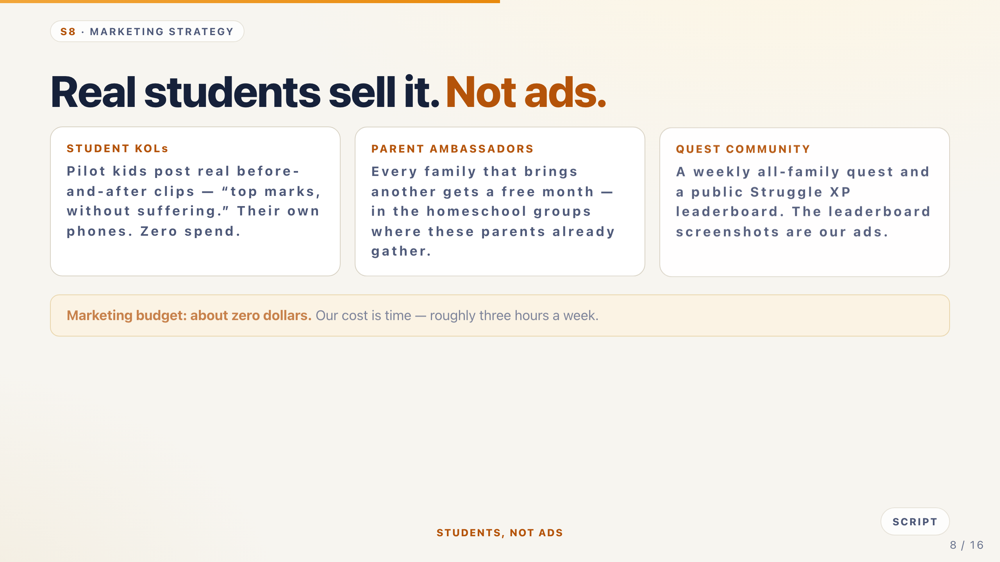 S8 · MARKETING STRATEGY
Real students sell it. Not ads.
STUDENT KOLs
Pilot kids post real before-
and-after clips — “top marks,
without suffering.” Their own
phones. Zero spend.
PARENT AMBASSADORS
Every family that brings
another gets a free month —
in the homeschool groups
where these parents already
gather.
QUEST COMMUNITY
A weekly all-family quest and
a public Struggle XP
leaderboard. The leaderboard
screenshots are our ads.
Marketing budget: about zero dollars. Our cost is time — roughly three hours a week.
STUDENTS, NOT ADS
SCRIPT
8 / 16